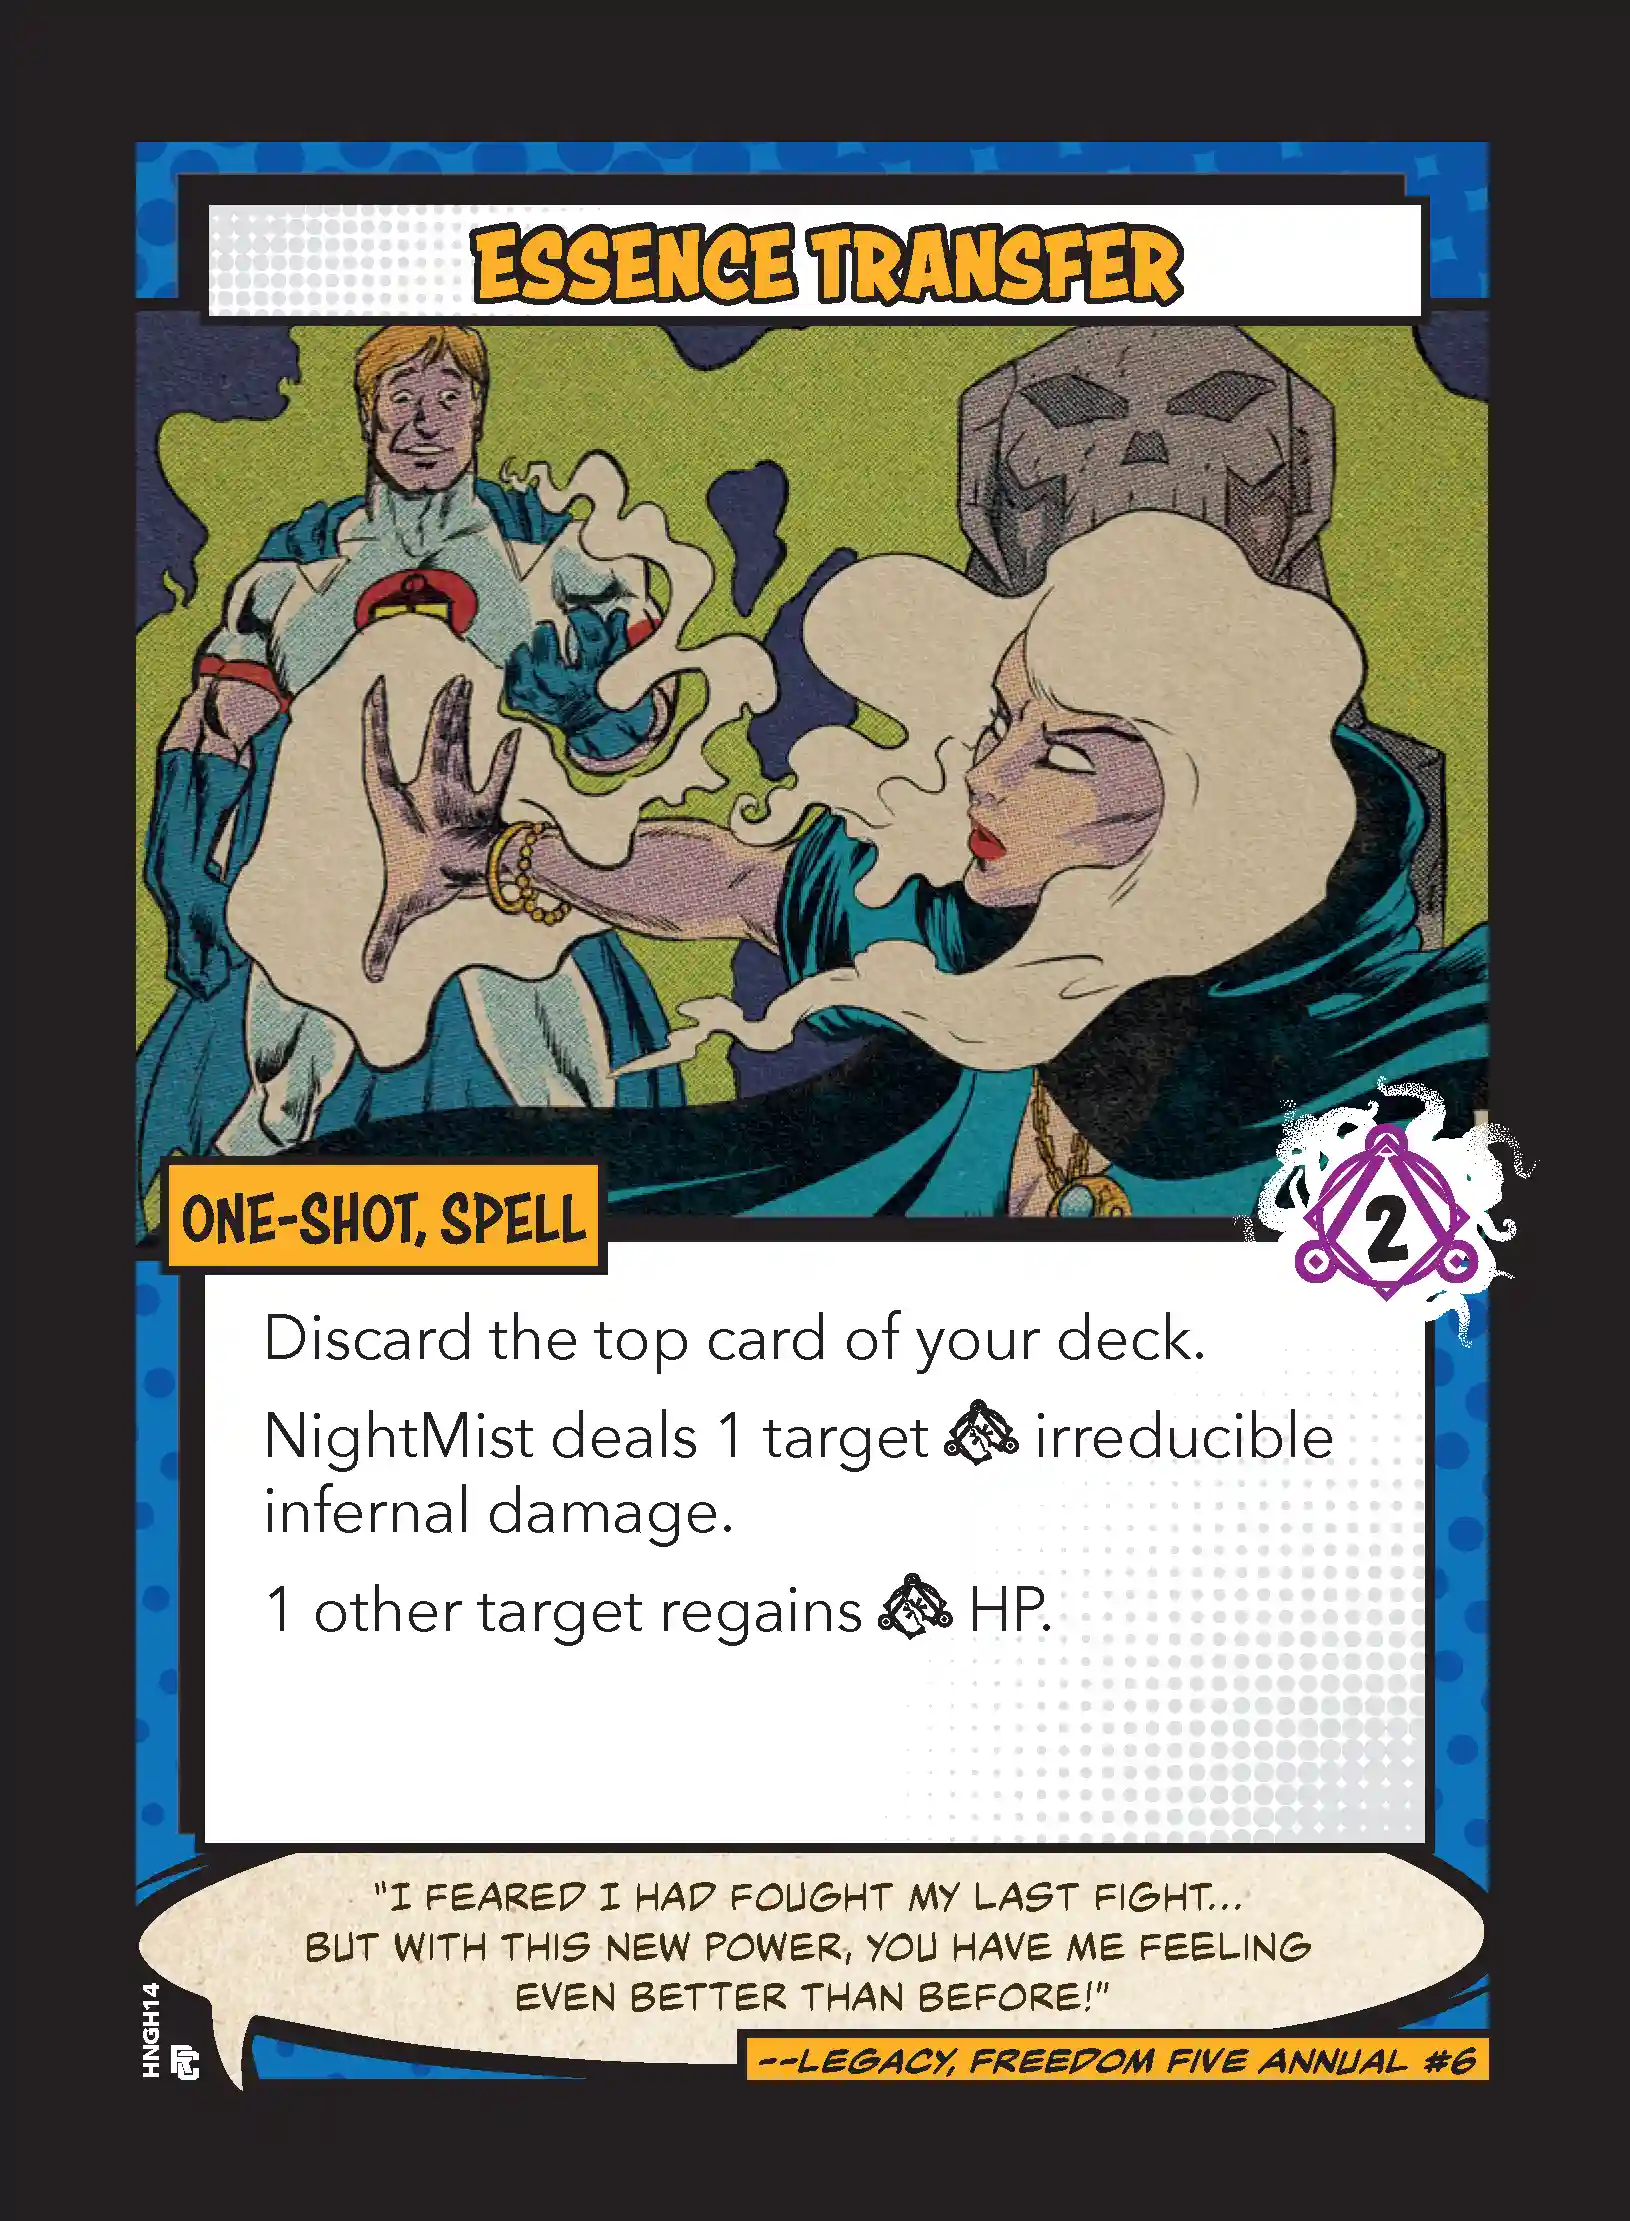 ESSENCE TRANSFER
ONE-SHOT, SPELL
2
Discard the top card of your deck.
NightMist deals 1 target irreducible
infernal damage.
1 other target regains HP.
"I FEARED I HAD FOUGHT MY LAST FIGHT...
BUT WITH THIS NEW POWER, YOU HAVE ME FEELING
EVEN BETTER THAN BEFORE!"
--LEGACY, FREEDOM FIVE ANNUAL #6
HNGH14